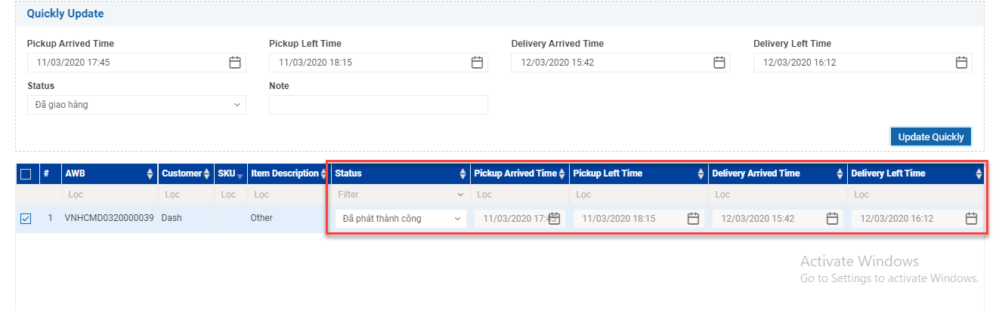 Quickly Update
Pickup Arrived Time Pickup Left Time Delivery Arrived Time Delivery Left Time
11/03/2020 17:45 11/03/2020 18:15 12/03/2020 15:42 12/03/2020 16:12
Status Note
Đã giao hàng
Update Quickly
# AWB Customer SKU Item Description Status Pickup Arrived Time Pickup Left Time Delivery Arrived Time Delivery Left Time
Lọc Lọc Lọc Lọc Filter Lọc Lọc Lọc Lọc
1 VNHCMD0320000039 Dash Other Đã phát thành công 11/03/2020 17:45 11/03/2020 18:15 12/03/2020 15:42 12/03/2020 16:12
Activate Windows
Go to Settings to activate Windows.